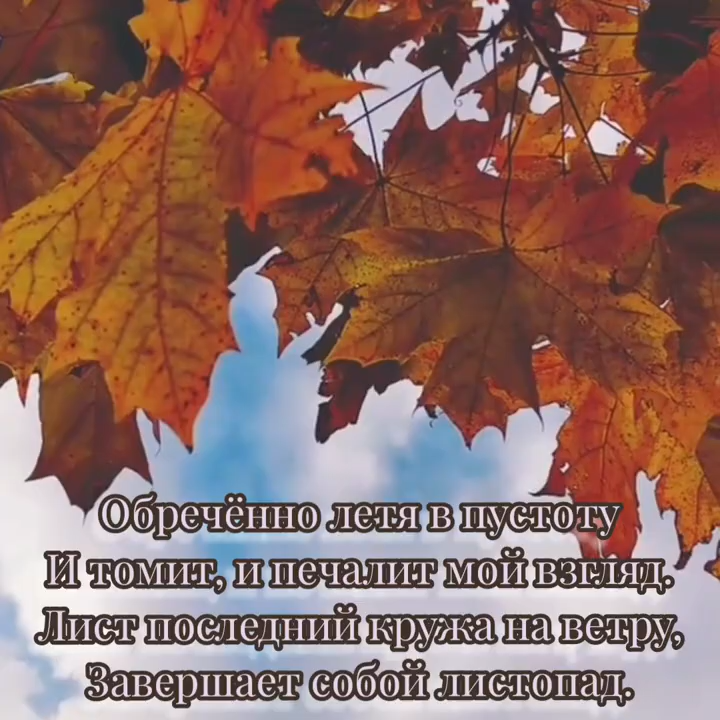 Обречённо летя в пустоту
И томит, и печалит мой взгляд.
Лист последний кружа на ветру,
Завершает собой листопад.